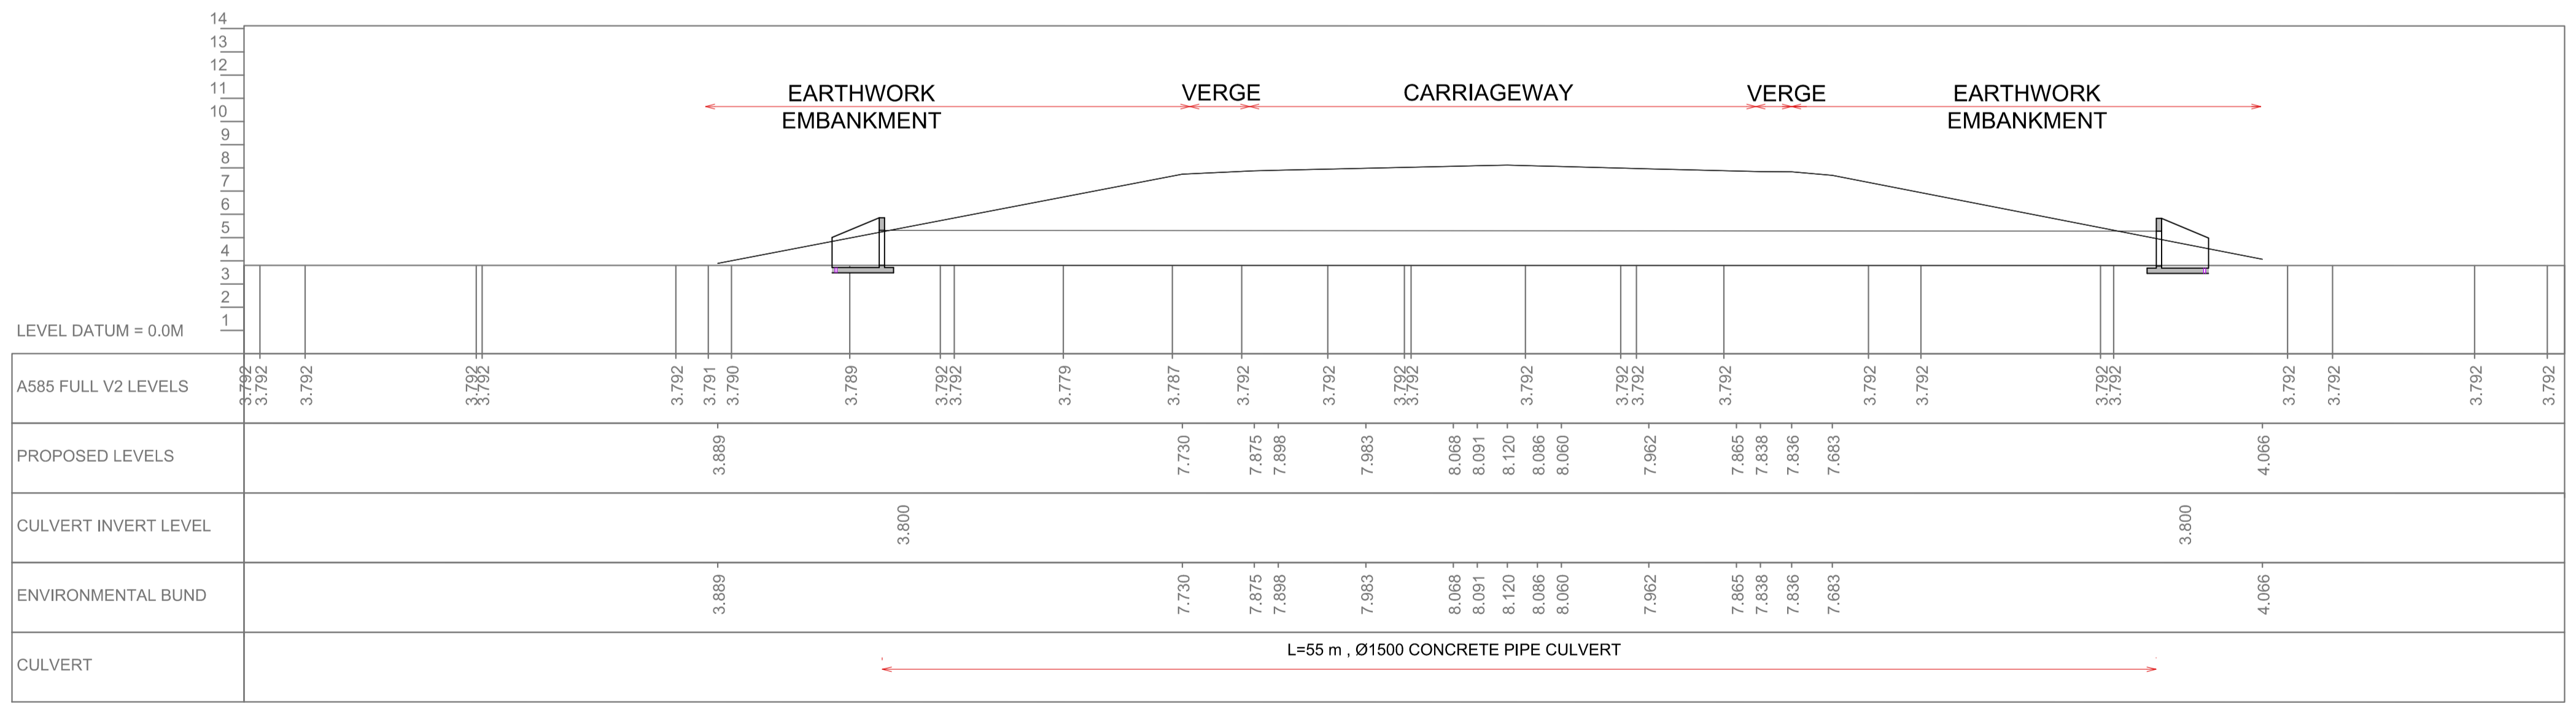 14
13
12
11
10
9
8
7
6
5
4
3
2
1
EARTHWORK
EMBANKMENT
VERGE
CARRIAGEWAY
VERGE
EARTHWORK
EMBANKMENT
LEVEL DATUM = 0.0M
A585 FULL V2 LEVELS
3.792 3.792 3.792 3.792 3.792 3.792 3.791 3.790 3.789 3.792 3.792 3.779 3.787 3.792 3.792 3.792 3.792 3.792 3.792 3.792 3.792 3.792 3.792 3.792 3.792 3.792 3.792 3.792 3.792
PROPOSED LEVELS
3.889 7.730 7.875 7.898 7.983 8.068 8.091 8.120 8.086 8.060 7.962 7.865 7.838 7.836 7.683 4.066
CULVERT INVERT LEVEL
3.800 3.800
ENVIRONMENTAL BUND
3.889 7.730 7.875 7.898 7.983 8.068 8.091 8.120 8.086 8.060 7.962 7.865 7.838 7.836 7.683 4.066
CULVERT
L=55 m , Ø1500 CONCRETE PIPE CULVERT